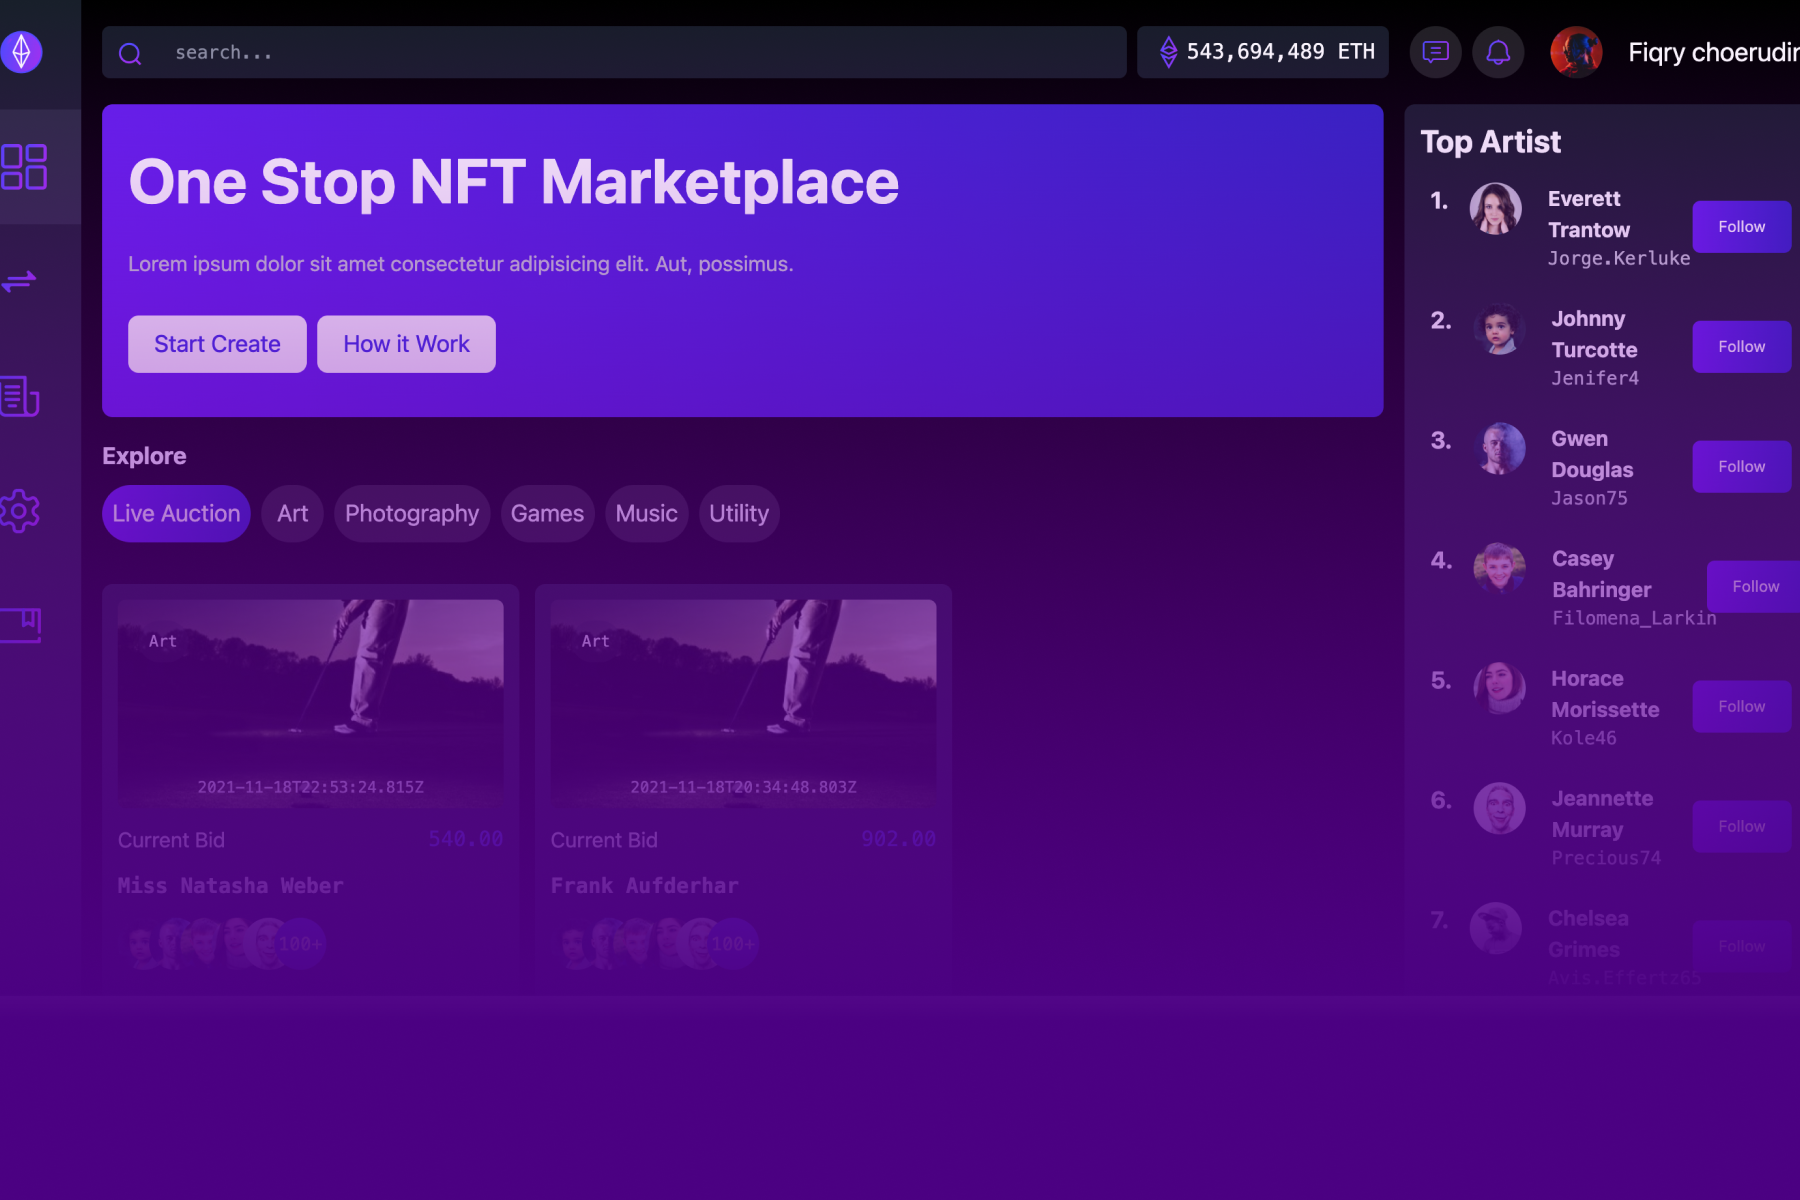 search...
543,694,489 ETH
Fiqry choerudin
One Stop NFT Marketplace
Lorem ipsum dolor sit amet consectetur adipisicing elit. Aut, possimus.
Start Create
How it Work
Explore
Live Auction
Art
Photography
Games
Music
Utility
Art
2021-11-18T22:53:24.815Z
Current Bid
540.00
Miss Natasha Weber
100+
Art
2021-11-18T20:34:48.803Z
Current Bid
902.00
Frank Aufderhar
100+
Top Artist
1.
Everett
Trantow
Jorge.Kerluke
Follow
2.
Johnny
Turcotte
Jenifer4
Follow
3.
Gwen
Douglas
Jason75
Follow
4.
Casey
Bahringer
Filomena_Larkin
Follow
5.
Horace
Morissette
Kole46
Follow
6.
Jeannette
Murray
Precious74
Follow
7.
Chelsea
Grimes
Avis.Effertz65
Follow